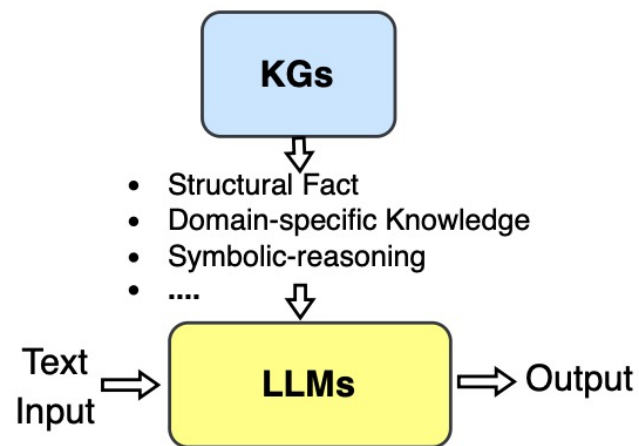 KGs
• Structural Fact
• Domain-specific Knowledge
• Symbolic-reasoning
• ....
Text
Input
LLMs
Output